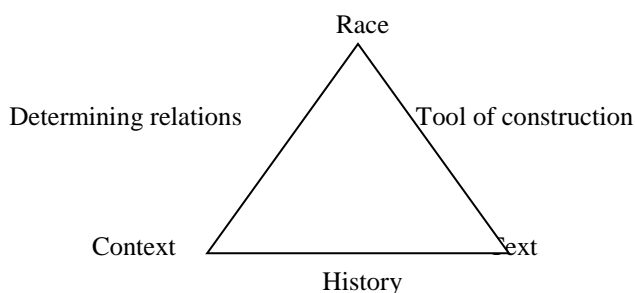 Race
Determining relations
Tool of construction
Context
Text
History